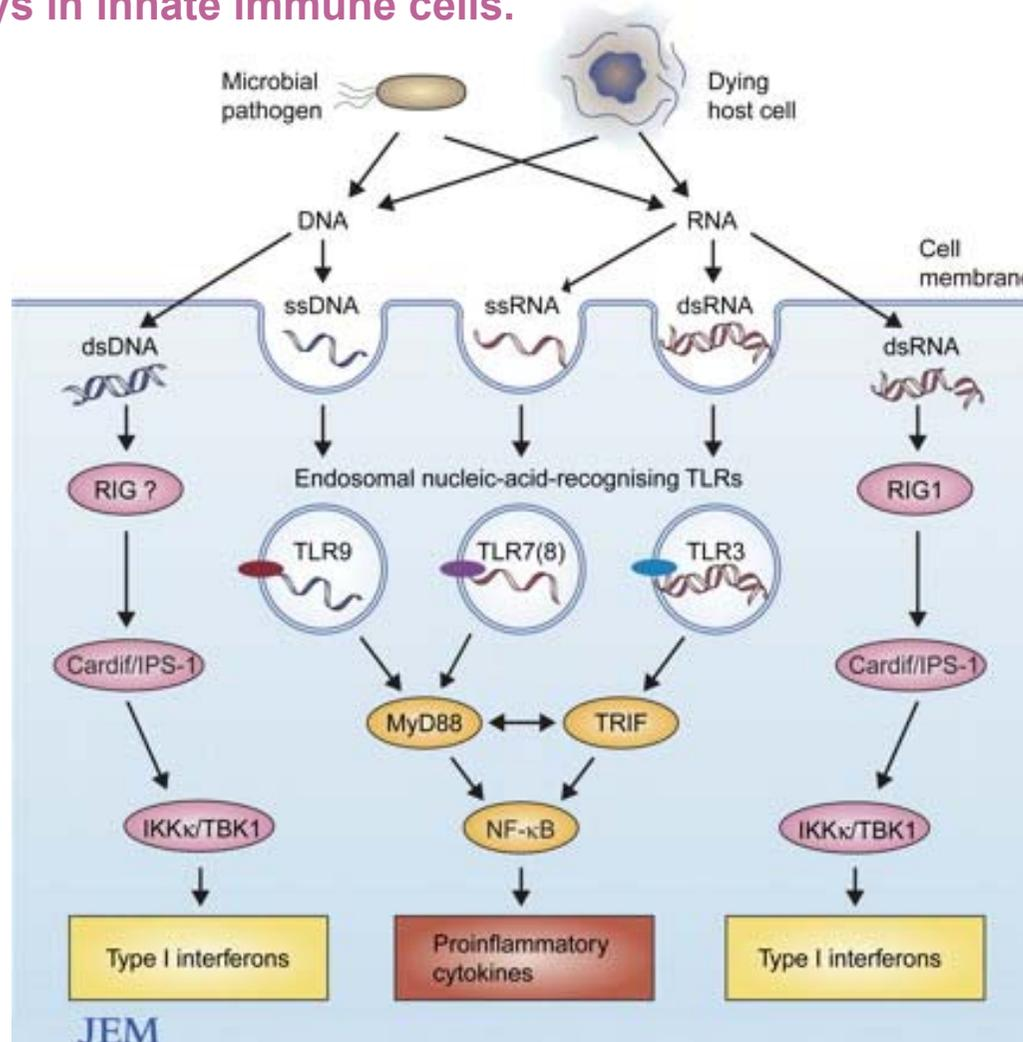 ys in innate immune cells.
Microbial
pathogen
Dying
host cell
DNA
RNA
Cell
membrane
ssDNA
ssRNA
dsRNA
dsDNA
dsRNA
RIG ?
Endosomal nucleic-acid-recognising TLRs
RIG1
TLR9
TLR7(8)
TLR3
Cardif/IPS-1
Cardif/IPS-1
MyD88
TRIF
IKKκ/TBK1
NF-κB
IKKκ/TBK1
Type I interferons
Proinflammatory
cytokines
Type I interferons
JEM